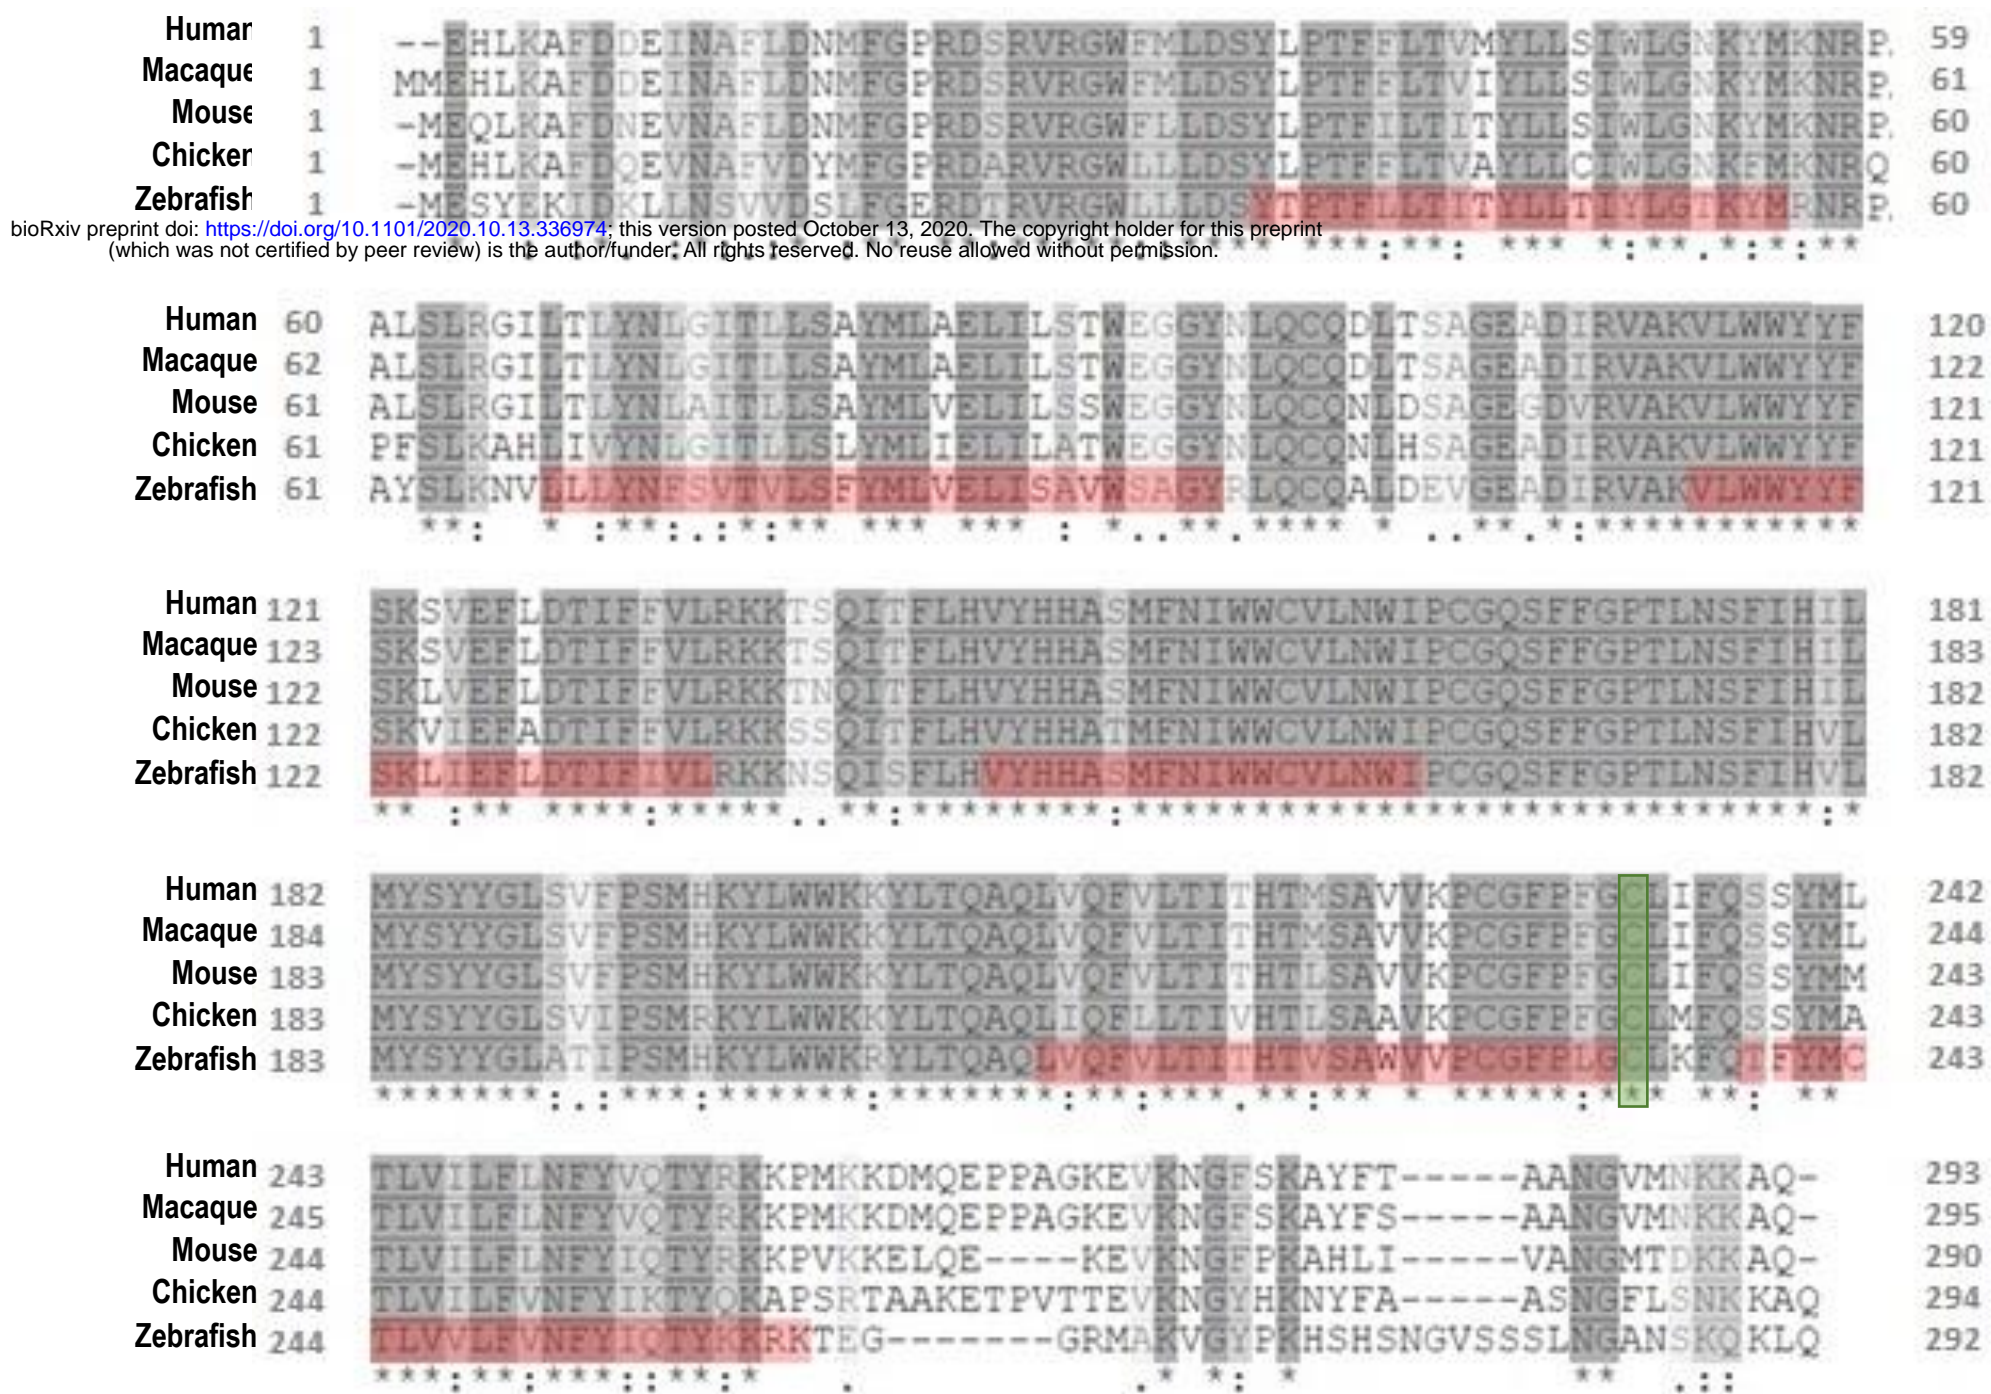 Human 1 --EHLKAFDDEINAFLDNMFGPRDSRVRGWFMLDSYLPTFFLTVMYLLSIWLGNKYMKNRP. 59
Macaque 1 MMEHLKAFDDEINAFLDNMFGPRDSRVRGWFMLDSYLPTFFLTVIYLLSIWLGNKYMKNRP. 61
Mouse 1 -MEQLKAFDNEVNAFLDNMFGPRDSRVRGWFLLDSYLPTFILTITYLLSIWLGNKYMKNRP. 60
Chicken 1 -MEHLKAFDQEVNAFVDYMFGPRDARVRGWLLLDSYLPTFFLTVAYLLCIWLGNKFMKNRQ 60
Zebrafish 1 -MESYEKIDKLLNSVVDSLFGERDTRVRGWLLLDSYTPTFLLTITYLLTIYLGTKYMRNRP. 60
bioRxiv preprint doi: https://doi.org/10.1101/2020.10.13.336974; this version posted October 13, 2020. The copyright holder for this preprint
(which was not certified by peer review) is the author/funder. All rights reserved. No reuse allowed without permission.
Human 60 ALSLRGILTLYNLGITLLSAYMLAELILSTWEGGYNLQCQDLTSAGEADIRVAKVLWWYYF 120
Macaque 62 ALSLRGILTLYNLGITLLSAYMLAELILSTWEGGYNLQCQDLTSAGEADIRVAKVLWWYYF 122
Mouse 61 ALSLRGILTLYNLAITLLSAYMLVELILSSWEGGYNLQCQNLDSAGEGDVRVAKVLWWYYF 121
Chicken 61 PFSLKAHLIVYNLGITLLSLYMLIELILATWEGGYNLQCQNLHSAGEADIRVAKVLWWYYF 121
Zebrafish 61 AYSLKNVLLLYNFSVTVLSFYMLVELISAVWSAGYRLQCQALDEVGEADIRVAKVLWWYYF 121
Human 121 SKSVEFLDTIFFVLRKKTSQITFLHVYHHASMFNIWWCVLNWIPCGQSFFGPTLNSFIHIL 181
Macaque 123 SKSVEFLDTIFFVLRKKTSQITFLHVYHHASMFNIWWCVLNWIPCGQSFFGPTLNSFIHIL 183
Mouse 122 SKLVEFLDTIFFVLRKKTNQITFLHVYHHASMFNIWWCVLNWIPCGQSFFGPTLNSFIHIL 182
Chicken 122 SKVIEFADTIFFVLRKKSSQITFLHVYHHATMFNIWWCVLNWIPCGQSFFGPTLNSFIHVL 182
Zebrafish 122 SKLIEFLDTIFIVLRKKNSQISFLHVYHHASMFNIWWCVLNWIPCGQSFFGPTLNSFIHVL 182
Human 182 MYSYYGLSVFPSMHKYLWWKKYLTQAQLVQFVLTITHTMSAVVKPCGFPFGCLIFQSSYML 242
Macaque 184 MYSYYGLSVFPSMHKYLWWKKYLTQAQLVQFVLTITHTMSAVVKPCGFPFGCLIFQSSYML 244
Mouse 183 MYSYYGLSVFPSMHKYLWWKKYLTQAQLVQFVLTITHTLSAVVKPCGFPFGCLIFQSSYMM 243
Chicken 183 MYSYYGLSVIPSMRKYLWWKKYLTQAQLIQFLLTIVHTLSAAVKPCGFPFGCLMFQSSYMA 243
Zebrafish 183 MYSYYGLATIPSMHKYLWWKRYLTQAQLVQFVLTITHTVSAWVVPCGFPLGCLKFQTFYMC 243
Human 243 TLVILFLNFYVQTYRKKPMKKDMQEPPAGKEVKNGFSKAYFT-----AANGVMNKKAQ- 293
Macaque 245 TLVILFLNFYVQTYRKKPMKKDMQEPPAGKEVKNGFSKAYFS-----AANGVMNKKAQ- 295
Mouse 244 TLVILFLNFYIQTYRKKPVKKELQE----KEVKNGFPKAHLI-----VANGMTDKKAQ- 290
Chicken 244 TLVILFVNFYIKTYQKAPSRTAAKETPVTTEVKNGYHKNYFA-----ASNGFLSNKKAQ 294
Zebrafish 244 TLVVLFVNFYIQTYKKRKTEG-------GRMAKVGYPKHSHSNGVSSSLNGANSKQKLQ 292